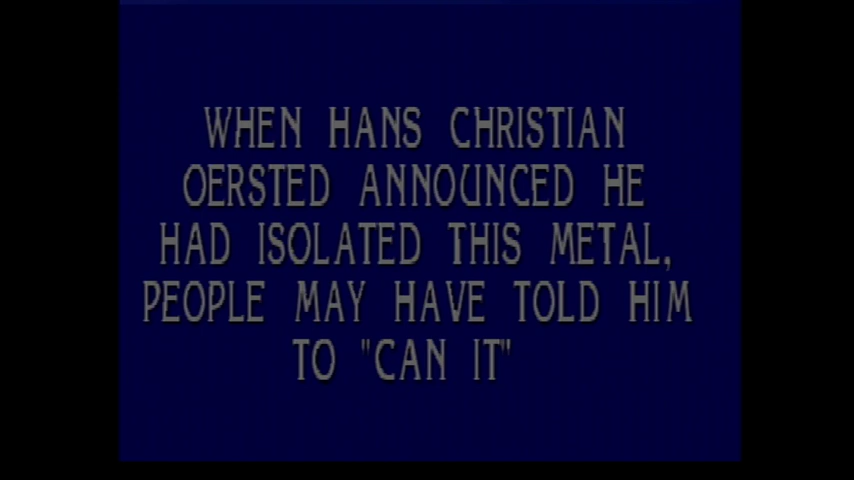 WHEN HANS CHRISTIAN
OERSTED ANNOUNCED HE
HAD ISOLATED THIS METAL,
PEOPLE MAY HAVE TOLD HIM
TO "CAN IT"